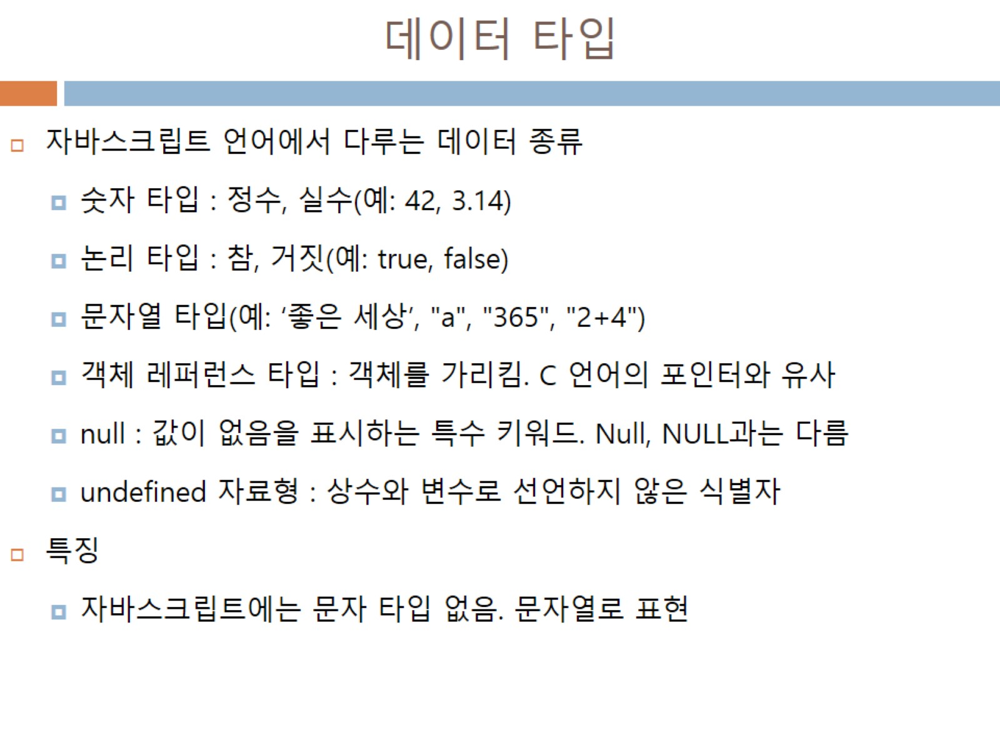 데이터 타입
자바스크립트 언어에서 다루는 데이터 종류
숫자 타입 : 정수, 실수(예: 42, 3.14)
논리 타입 : 참, 거짓(예: true, false)
문자열 타입(예: ‘좋은 세상’, "a", "365", "2+4")
객체 레퍼런스 타입 : 객체를 가리킴. C 언어의 포인터와 유사
null : 값이 없음을 표시하는 특수 키워드. Null, NULL과는 다름
undefined 자료형 : 상수와 변수로 선언하지 않은 식별자
특징
자바스크립트에는 문자 타입 없음. 문자열로 표현